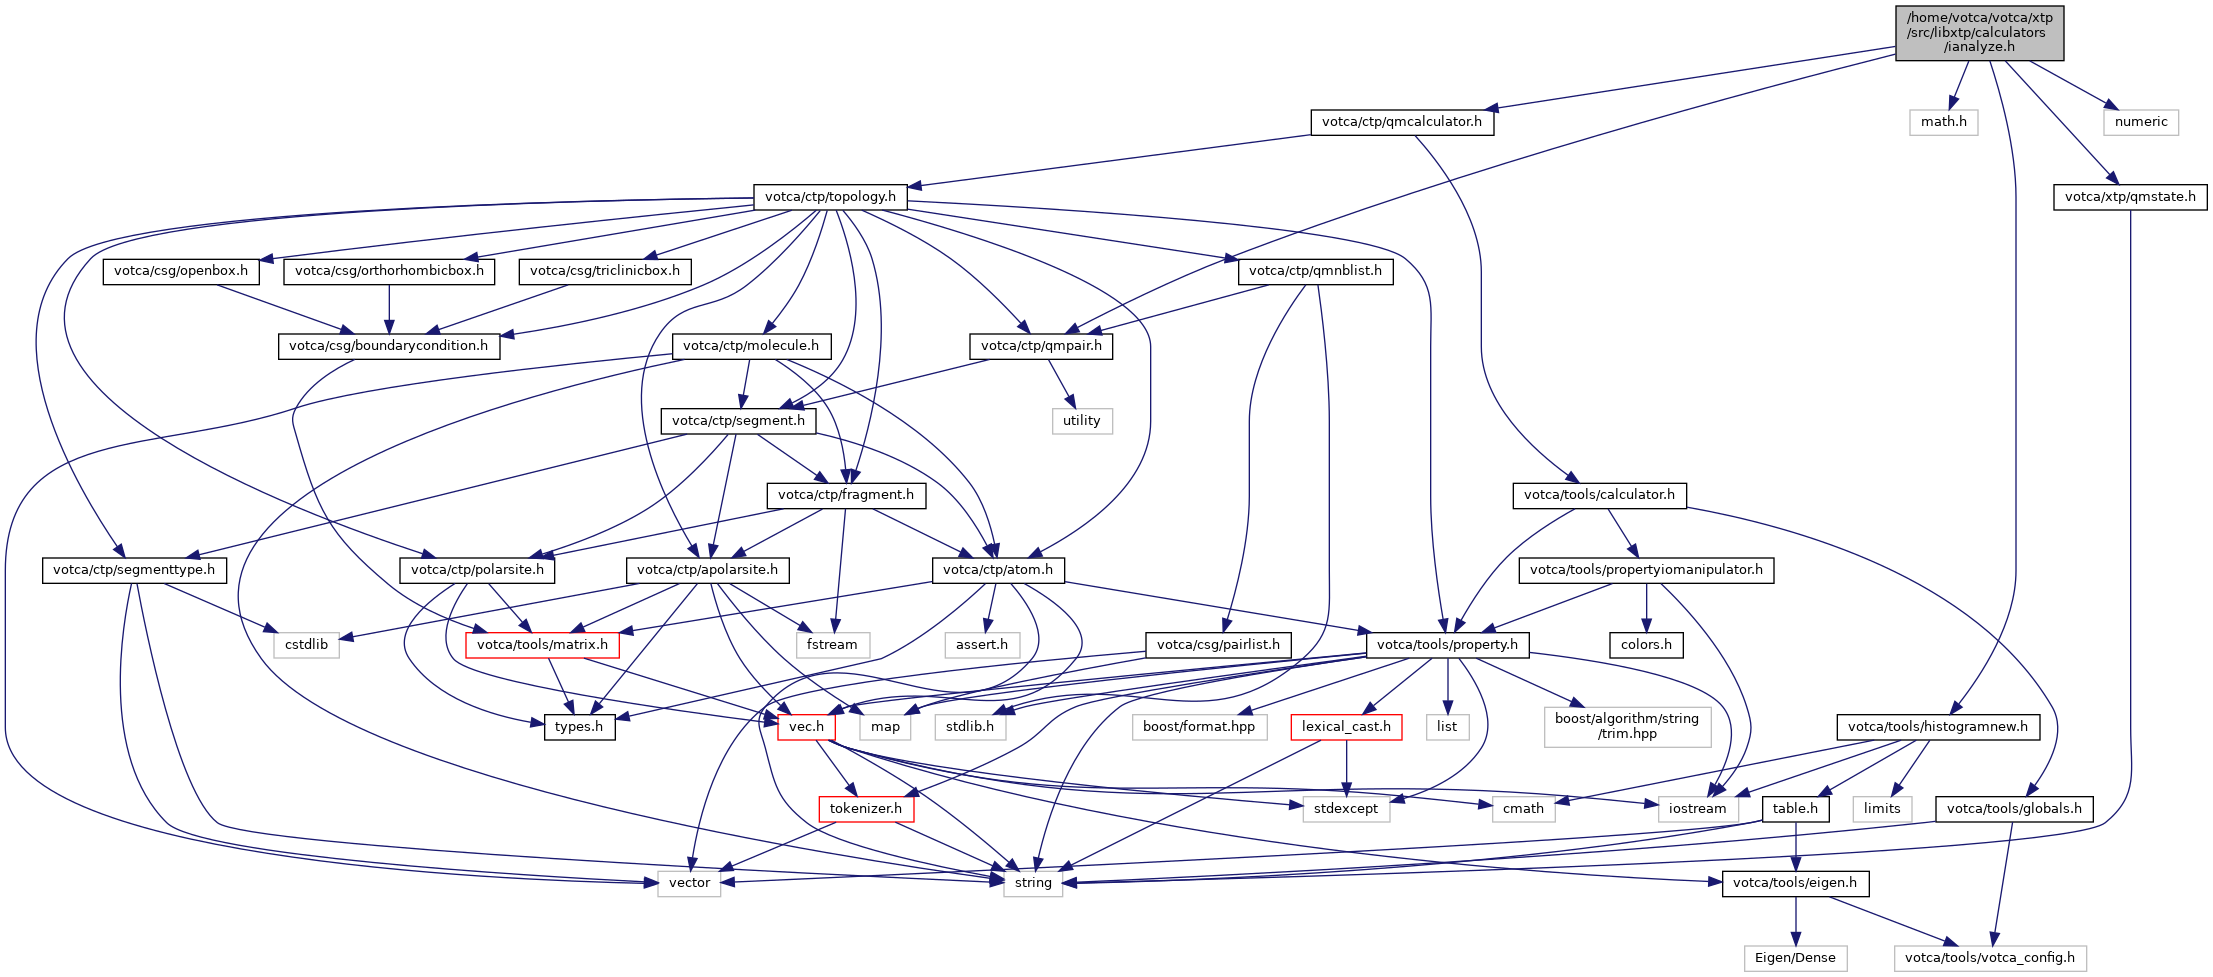 /home/votca/votca/xtp
/src/libxtp/calculators
/ianalyze.h
votca/ctp/qmcalculator.h
math.h
numeric
votca/ctp/topology.h
votca/xtp/qmstate.h
votca/csg/openbox.h
votca/csg/orthorhombicbox.h
votca/csg/triclinicbox.h
votca/ctp/qmnblist.h
votca/csg/boundarycondition.h
votca/ctp/molecule.h
votca/ctp/qmpair.h
votca/ctp/segment.h
utility
votca/ctp/fragment.h
votca/tools/calculator.h
votca/ctp/segmenttype.h
votca/ctp/polarsite.h
votca/ctp/apolarsite.h
votca/ctp/atom.h
votca/tools/propertyiomanipulator.h
cstdlib
votca/tools/matrix.h
fstream
assert.h
votca/csg/pairlist.h
votca/tools/property.h
colors.h
types.h
vec.h
map
stdlib.h
boost/format.hpp
lexical_cast.h
list
boost/algorithm/string
/trim.hpp
votca/tools/histogramnew.h
tokenizer.h
stdexcept
cmath
iostream
table.h
limits
votca/tools/globals.h
vector
string
votca/tools/eigen.h
Eigen/Dense
votca/tools/votca_config.h